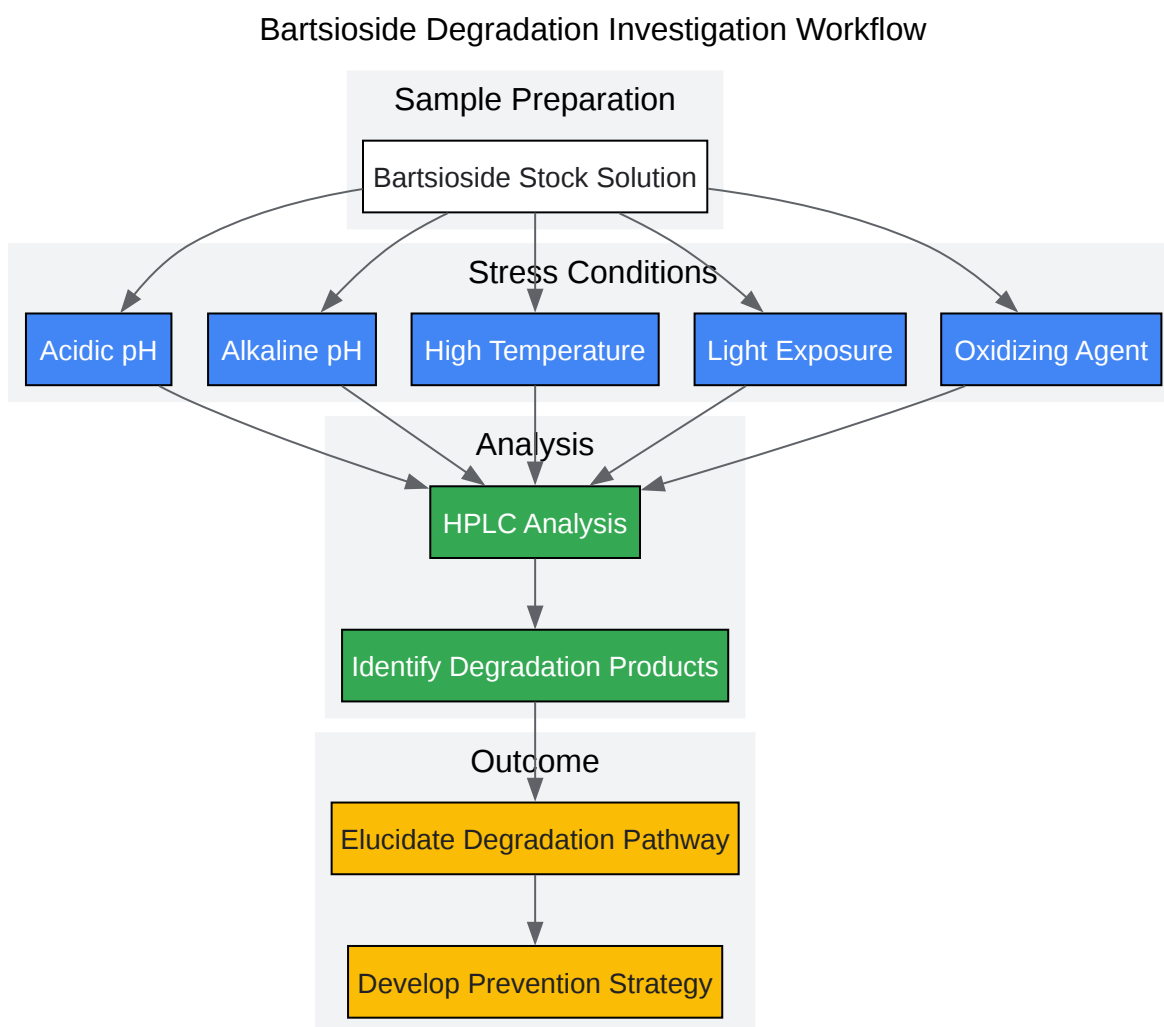 Bartsioside Degradation Investigation Workflow
Sample Preparation
Bartsioside Stock Solution
Stress Conditions
Acidic pH
Alkaline pH
High Temperature
Light Exposure
Oxidizing Agent
Analysis
HPLC Analysis
Identify Degradation Products
Outcome
Elucidate Degradation Pathway
Develop Prevention Strategy